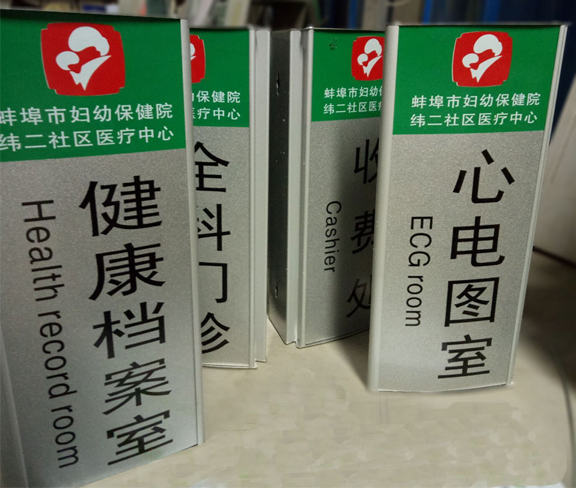 蚌埠市妇幼保健院
纬二社区医疗中心
健康档案室
Health record room
市妇幼保健院
社区医疗中心
全科门诊
蚌埠市妇幼保健院
纬二社区医疗中心
收费处
Cashier
蚌埠市妇幼保健院
纬二社区医疗中心
心电图室
ECG room